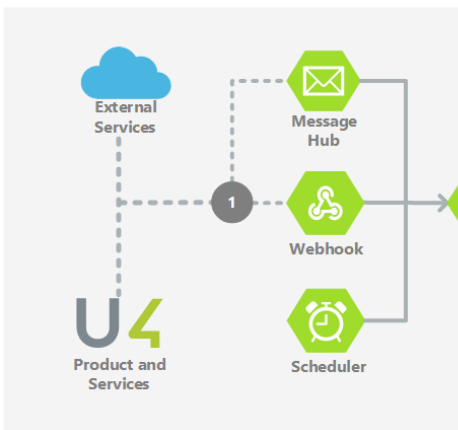 External
Services
Message
Hub
1
Webhook
U4
Product and
Services
Scheduler